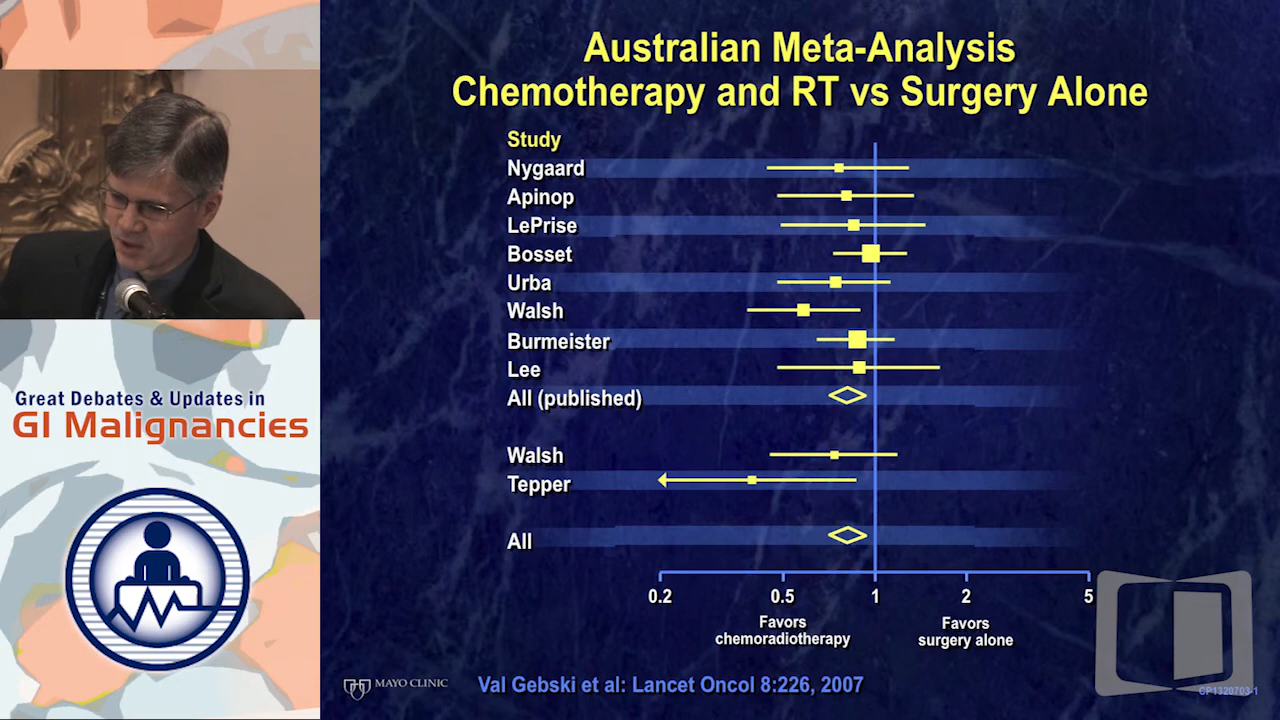 Australian Meta-Analysis
Chemotherapy and RT vs Surgery Alone
Study
Nygaard
Apinop
LePrise
Bosset
Urba
Walsh
Burmeister
Lee
All (published)
Walsh
Tepper
All
0.2 0.5 1 2 5
Favors
chemoradiotherapy
Favors
surgery alone
MAYO CLINIC
Val Gebski et al: Lancet Oncol 8:226, 2007
CP1320703-1
Great Debates & Updates in
GI Malignancies